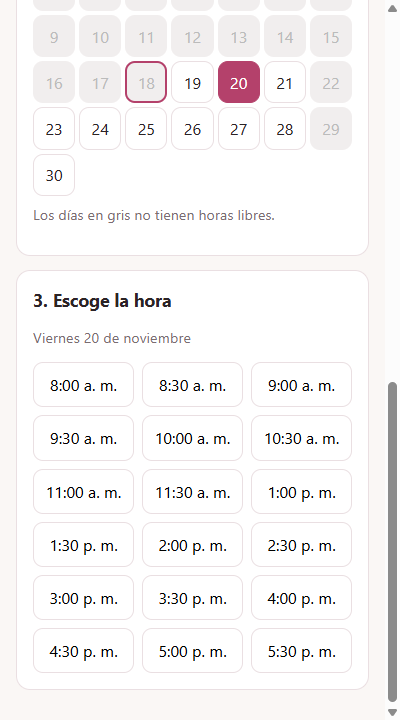 9 10 11 12 13 14 15
16 17 18 19 20 21 22
23 24 25 26 27 28 29
30
Los días en gris no tienen horas libres.
3. Escoge la hora
Viernes 20 de noviembre
8:00 a. m. 8:30 a. m. 9:00 a. m.
9:30 a. m. 10:00 a. m. 10:30 a. m.
11:00 a. m. 11:30 a. m. 1:00 p. m.
1:30 p. m. 2:00 p. m. 2:30 p. m.
3:00 p. m. 3:30 p. m. 4:00 p. m.
4:30 p. m. 5:00 p. m. 5:30 p. m.